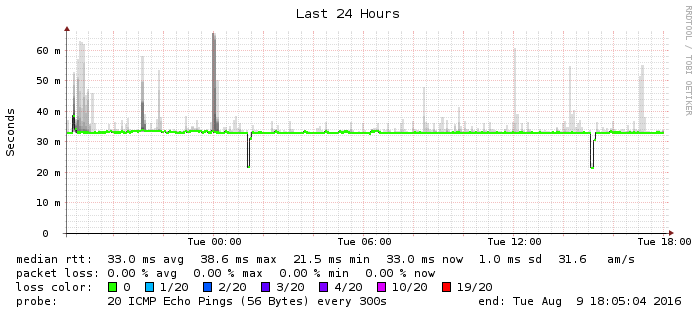 Last 24 Hours
RRDTOOL / TOBI OETIKER
Seconds
60 m
50 m
40 m
30 m
20 m
10 m
0
Tue 00:00 Tue 06:00 Tue 12:00 Tue 18:00
median rtt: 33.0 ms avg 38.6 ms max 21.5 ms min 33.0 ms now 1.0 ms sd 31.6 am/s
packet loss: 0.00 % avg 0.00 % max 0.00 % min 0.00 % now
loss color: 0 1/20 2/20 3/20 4/20 10/20 19/20
probe: 20 ICMP Echo Pings (56 Bytes) every 300s end: Tue Aug 9 18:05:04 2016